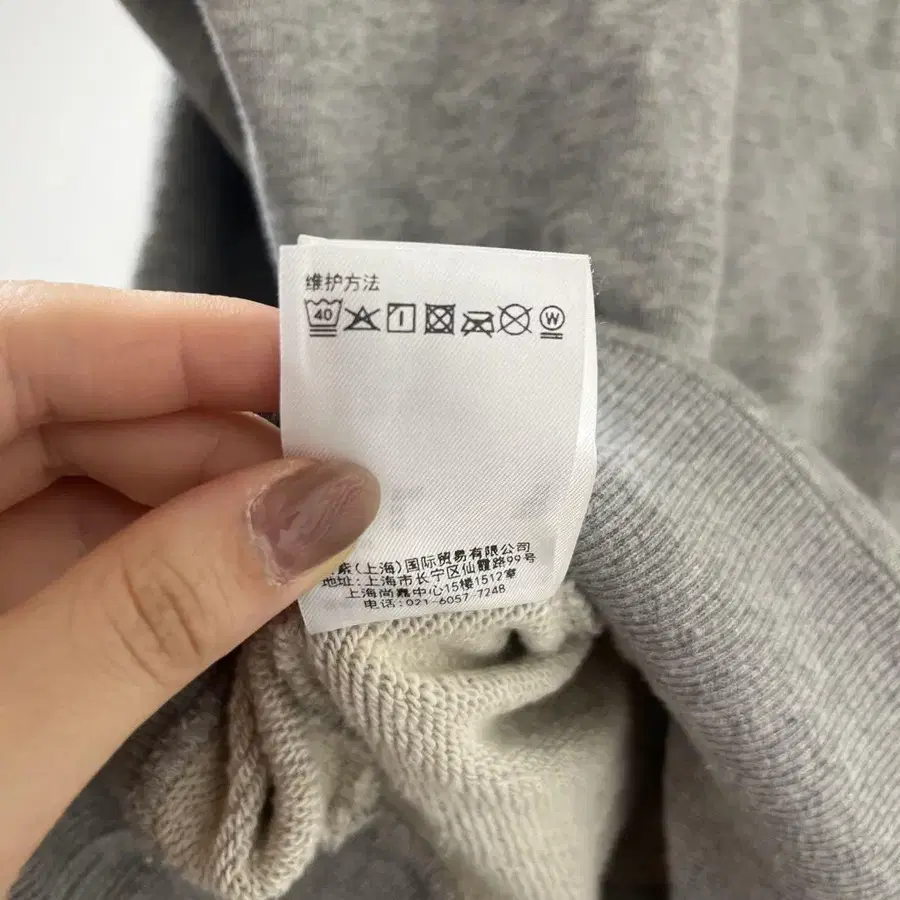 维护方法
40 W
紫(上海)国际贸易有限公司
地址:上海市长宁区仙霞路99号
上海尚嘉中心15楼1512室
电话:021-6057-7248